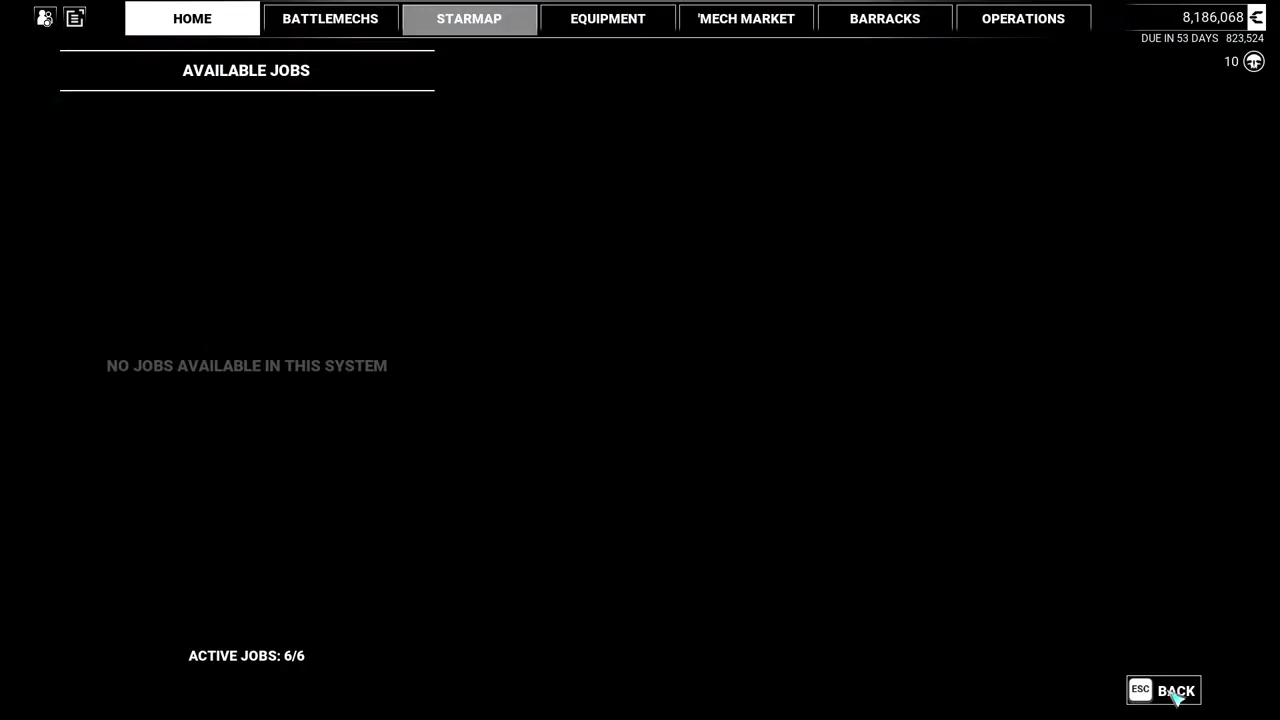 HOME BATTLEMECHS STARMAP EQUIPMENT 'MECH MARKET BARRACKS OPERATIONS 8,186,068
DUE IN 53 DAYS 823,524
10
AVAILABLE JOBS
NO JOBS AVAILABLE IN THIS SYSTEM
ACTIVE JOBS: 6/6
ESC BACK